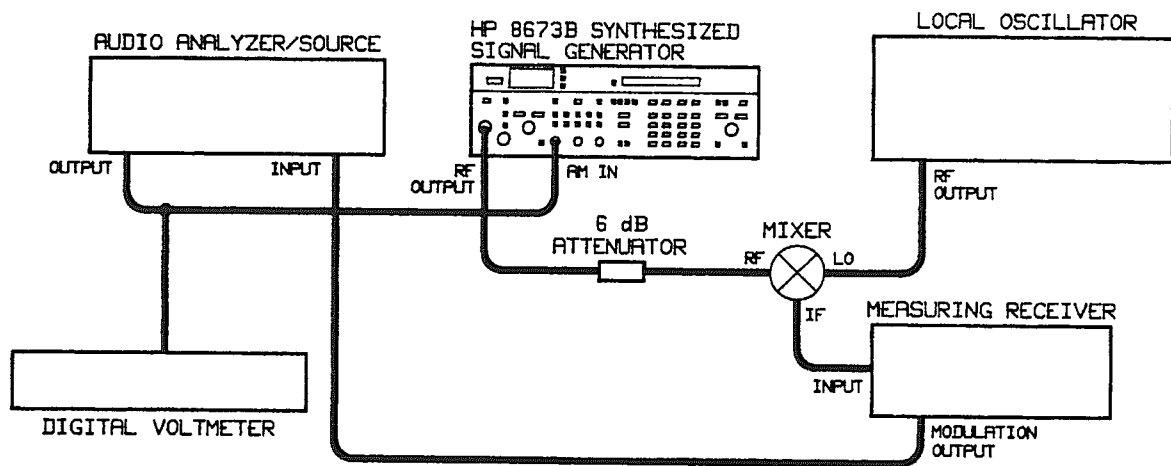 LOCAL OSCILLATOR
AUDIO ANALYZER/SOURCE
HP 8673B SYNTHESIZED
SIGNAL GENERATOR
OUTPUT
INPUT
RF
OUTPUT
AM IN
RF
OUTPUT
6 dB
ATTENUATOR
MIXER
RF
LO
IF
MEASURING RECEIVER
INPUT
DIGITAL VOLTMETER
MODULATION
OUTPUT